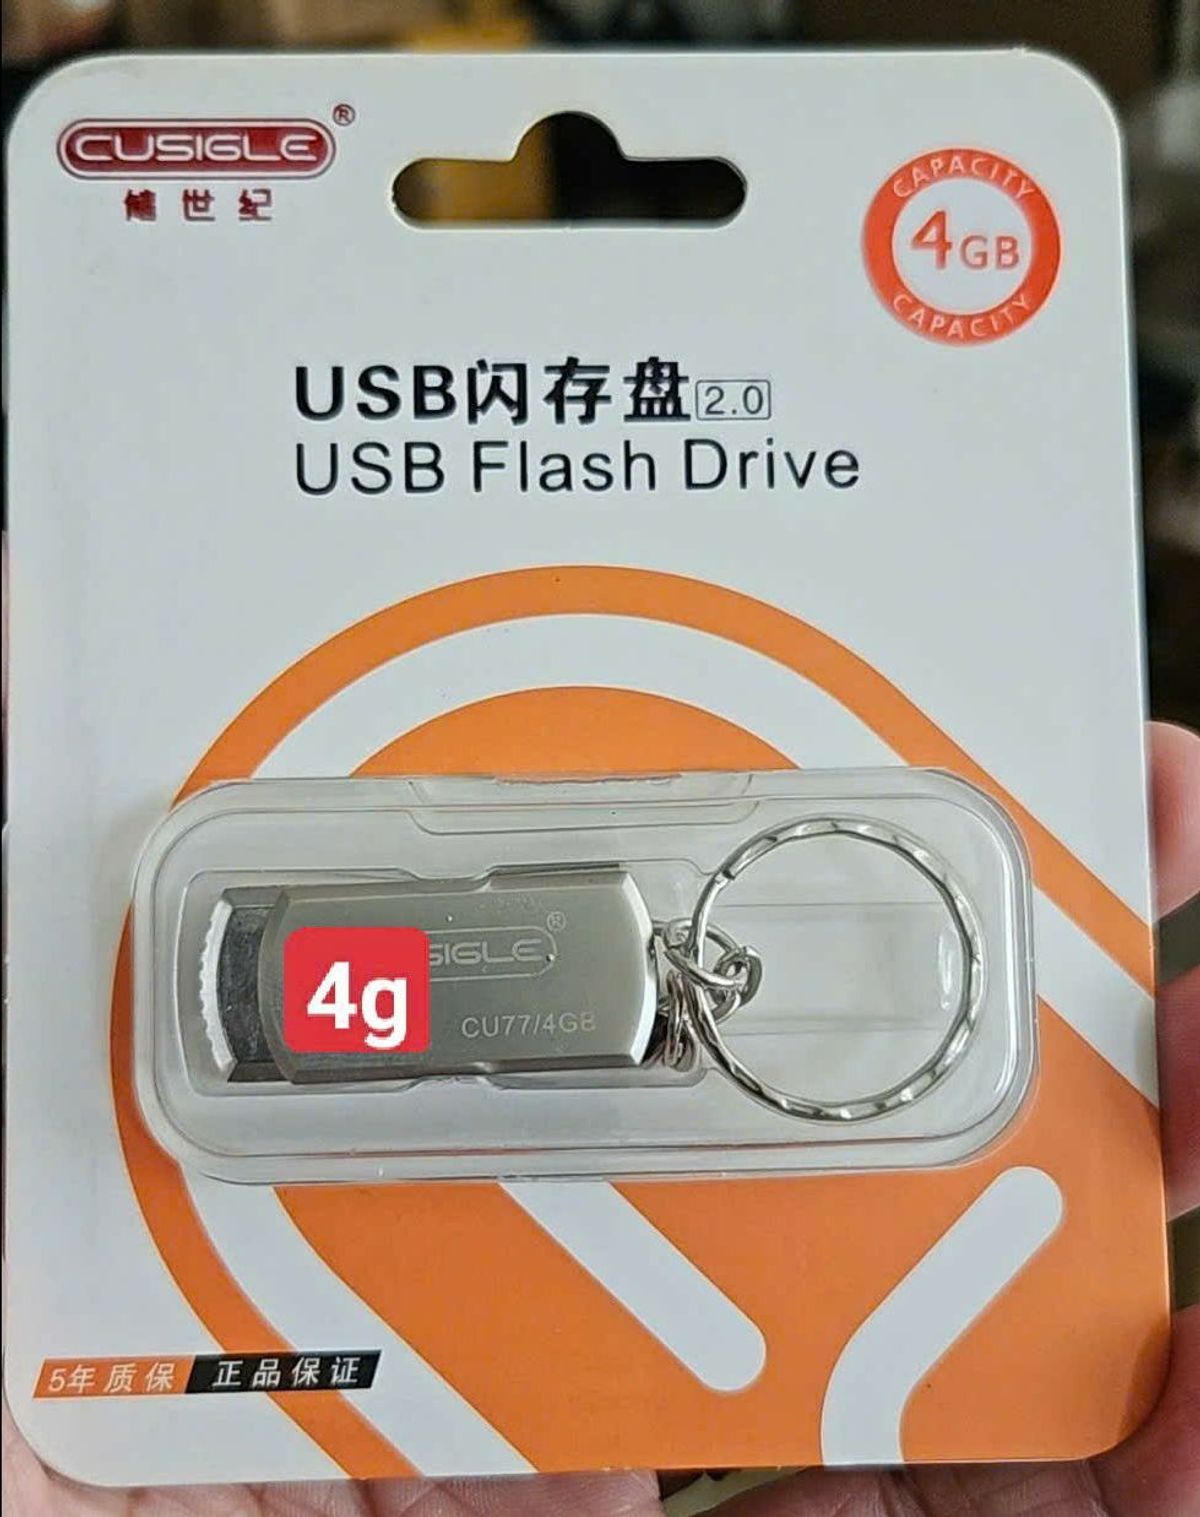 CUSIGLE®
世纪
CAPACITY
4GB
CAPACITY
USB闪存盘 2.0
USB Flash Drive
SIGLE®
4g
CU77/4GB
5年质保 正品保证